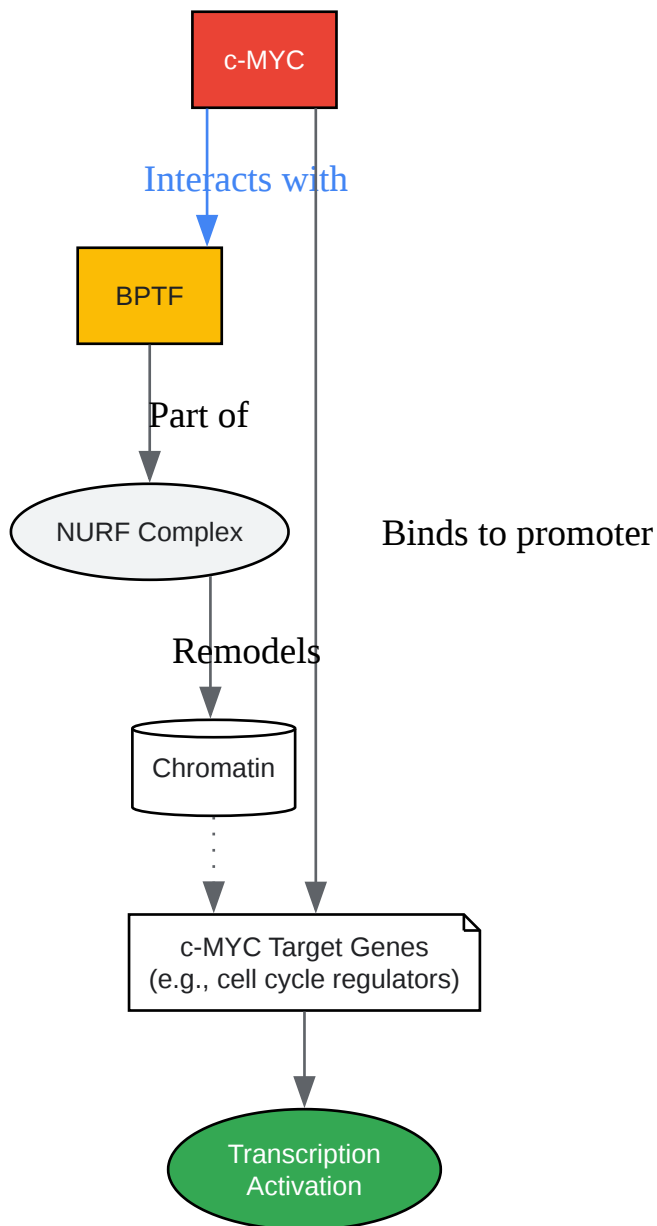 c-MYC
Interacts with
BPTF
Part of
NURF Complex
Binds to promoter
Remodels
Chromatin
c-MYC Target Genes
(e.g., cell cycle regulators)
Transcription
Activation